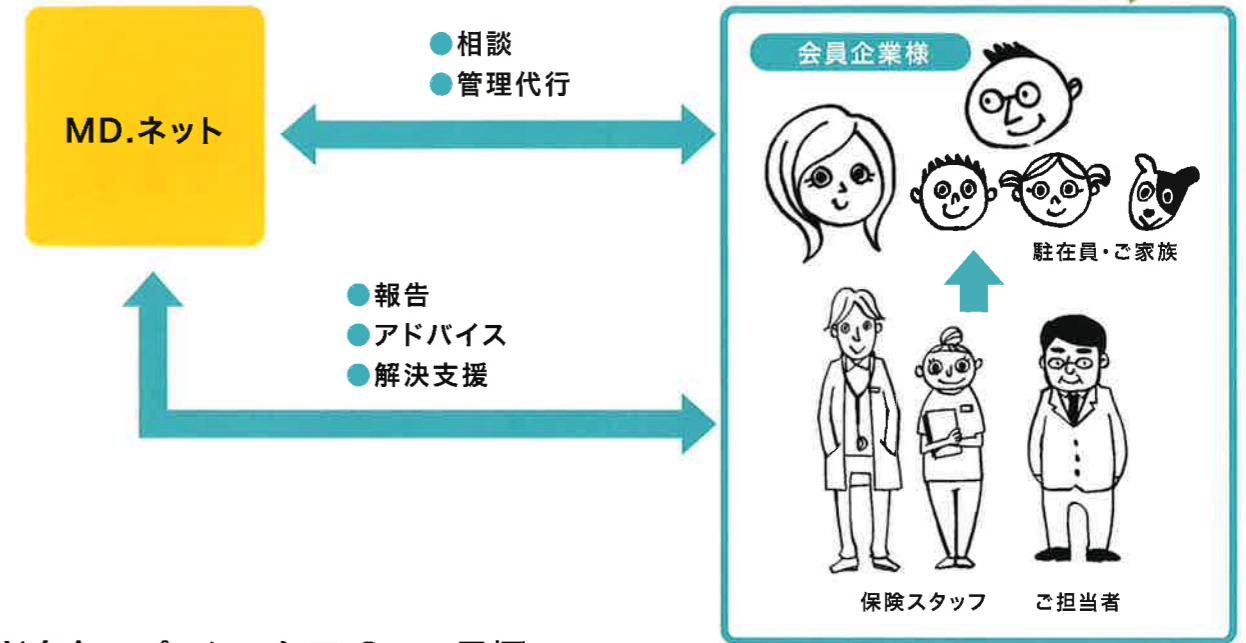 MD.ネット
●相談
●管理代行
会員企業様
駐在員・ご家族
●報告
●アドバイス
●解決支援
保険スタッフ
ご担当者